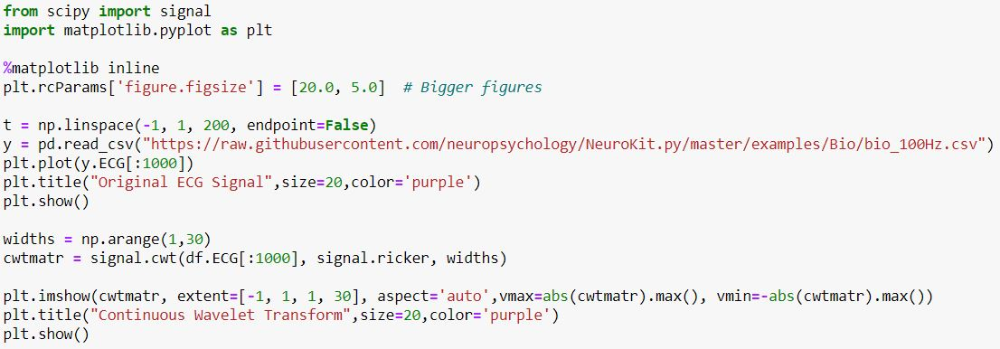 from scipy import signal
import matplotlib.pyplot as plt
%matplotlib inline
plt.rcParams['figure.figsize'] = [20.0, 5.0]  # Bigger figures
t = np.linspace(-1, 1, 200, endpoint=False)
y = pd.read_csv("https://raw.githubusercontent.com/neuropsychology/NeuroKit.py/master/examples/Bio/bio_100Hz.csv")
plt.plot(y.ECG[:1000])
plt.title("Original ECG Signal",size=20,color='purple')
plt.show()
widths = np.arange(1,30)
cwtmatr = signal.cwt(df.ECG[:1000], signal.ricker, widths)
plt.imshow(cwtmatr, extent=[-1, 1, 1, 30], aspect='auto',vmax=abs(cwtmatr).max(), vmin=-abs(cwtmatr).max())
plt.title("Continuous Wavelet Transform",size=20,color='purple')
plt.show()